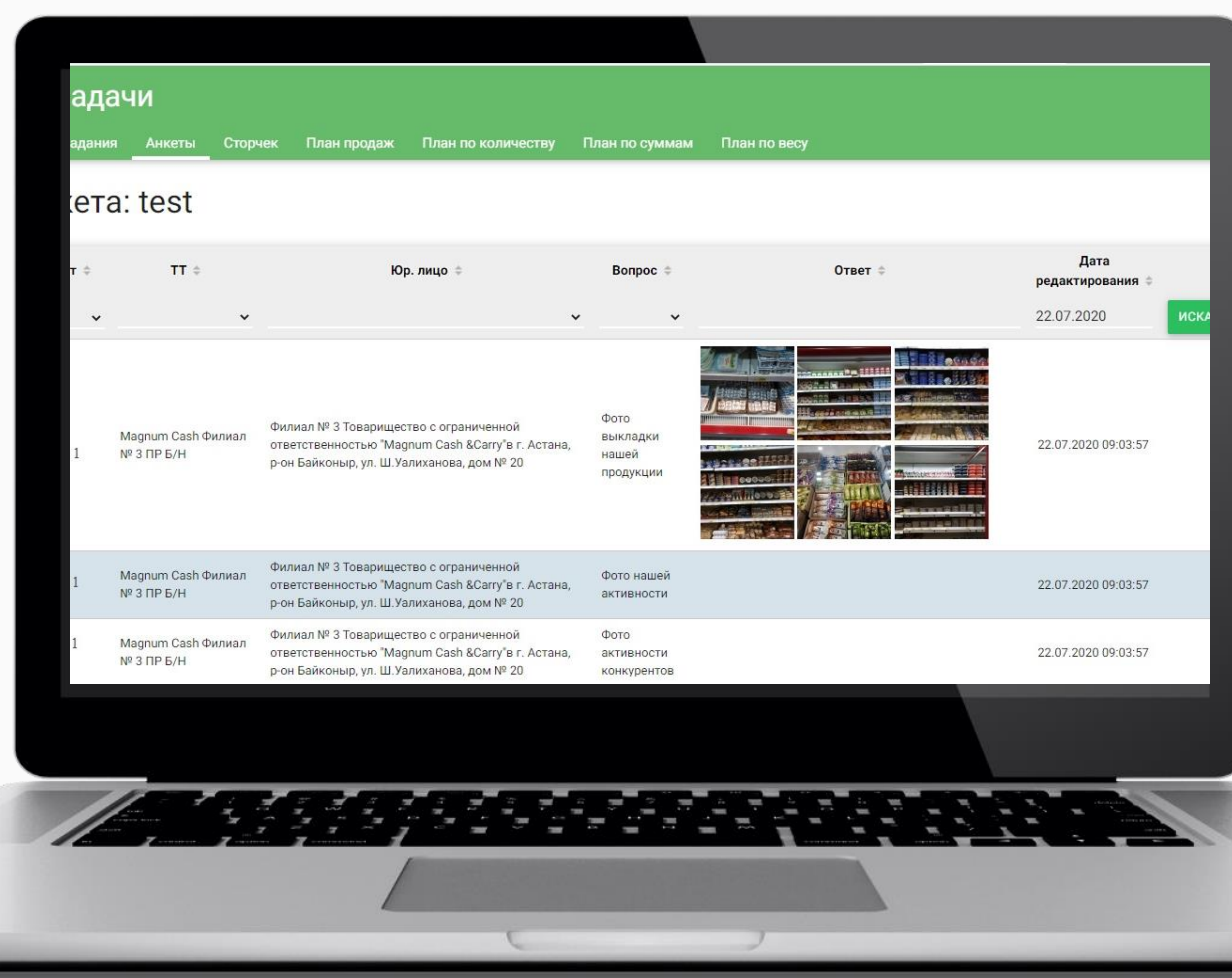 адачи
адания Анкеты Сторчек План продаж План по количеству План по суммам План по весу
кета: test
т ТТ Юр. лицо Вопрос Ответ Дата
редактирования
22.07.2020 ИСКА
1
Magnum Cash Филиал
№ 3 ПР Б/Н
Филиал № 3 Товарищество с ограниченной
ответственностью "Magnum Cash &Carry"в г. Астана,
р-он Байконыр, ул. Ш.Уалиханова, дом № 20
Фото
выкладки
нашей
продукции
22.07.2020 09:03:57
1
Magnum Cash Филиал
№ 3 ПР Б/Н
Филиал № 3 Товарищество с ограниченной
ответственностью "Magnum Cash &Carry"в г. Астана,
р-он Байконыр, ул. Ш.Уалиханова, дом № 20
Фото нашей
активности
22.07.2020 09:03:57
1
Magnum Cash Филиал
№ 3 ПР Б/Н
Филиал № 3 Товарищество с ограниченной
ответственностью "Magnum Cash &Carry"в г. Астана,
р-он Байконыр, ул. Ш.Уалиханова, дом № 20
Фото
активности
конкурентов
22.07.2020 09:03:57